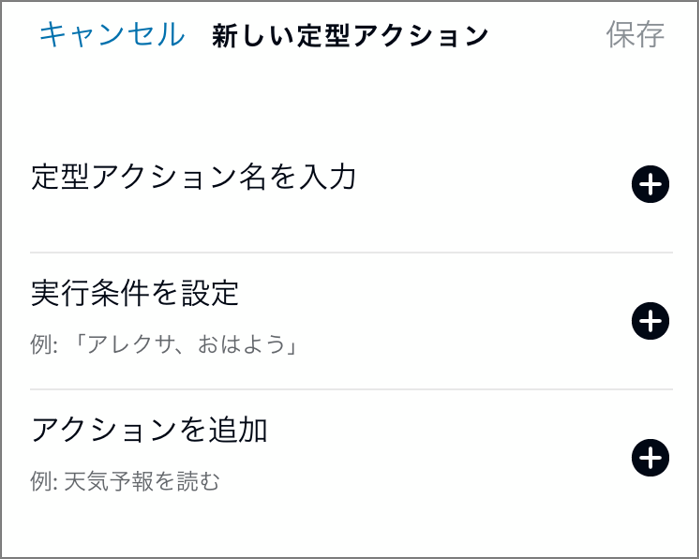 キャンセル 新しい定型アクション 保存
定型アクション名を入力
実行条件を設定
例: 「アレクサ、おはよう」
アクションを追加
例: 天気予報を読む